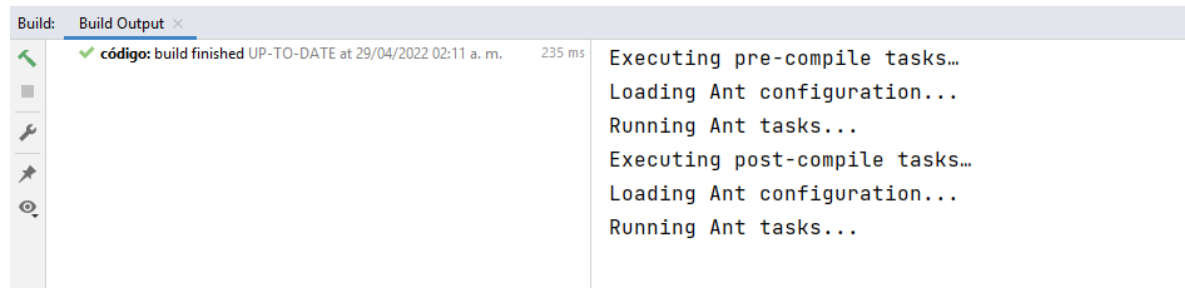 Build: Build Output ×
código: build finished UP-TO-DATE at 29/04/2022 02:11 a. m. 235 ms
Executing pre-compile tasks…
Loading Ant configuration...
Running Ant tasks...
Executing post-compile tasks…
Loading Ant configuration...
Running Ant tasks...